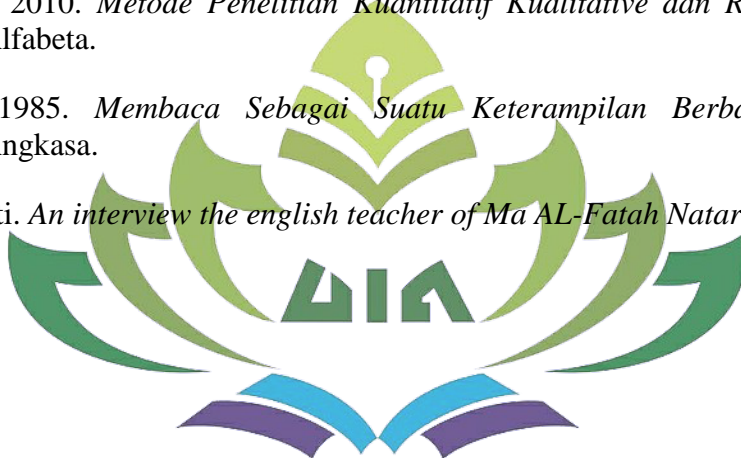 2010. Metode Penelitian Kuantitatif Kualitative dan R
lfabeta.
1985. Membaca Sebagai Suatu Keterampilan Berba
ngkasa.
ti. An interview the english teacher of Ma AL-Fatah Natar
UIN